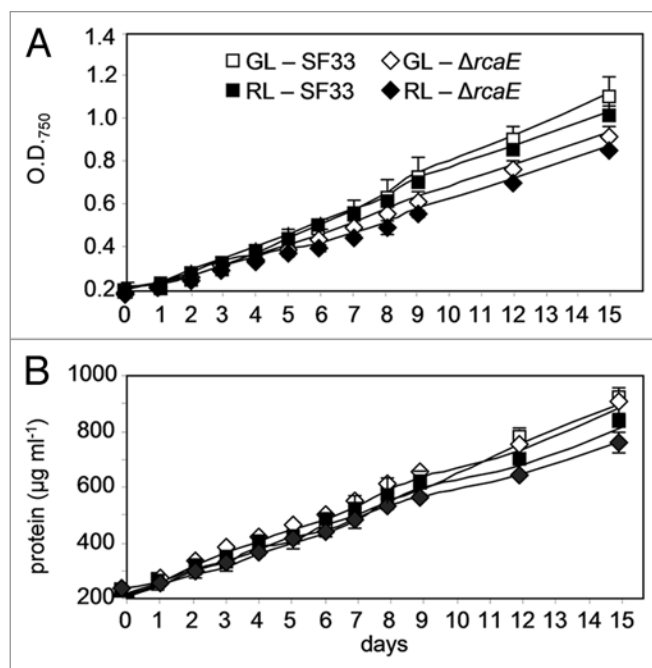 A
1.4
1.2
1.0
0.8
0.6
0.4
0.2
O.D.750
GL – SF33 GL – ΔrcaE
RL – SF33 RL – ΔrcaE
0 1 2 3 4 5 6 7 8 9 10 11 12 13 14 15
B
1000
800
600
400
200
protein (µg ml-1)
0 1 2 3 4 5 6 7 8 9 10 11 12 13 14 15
days